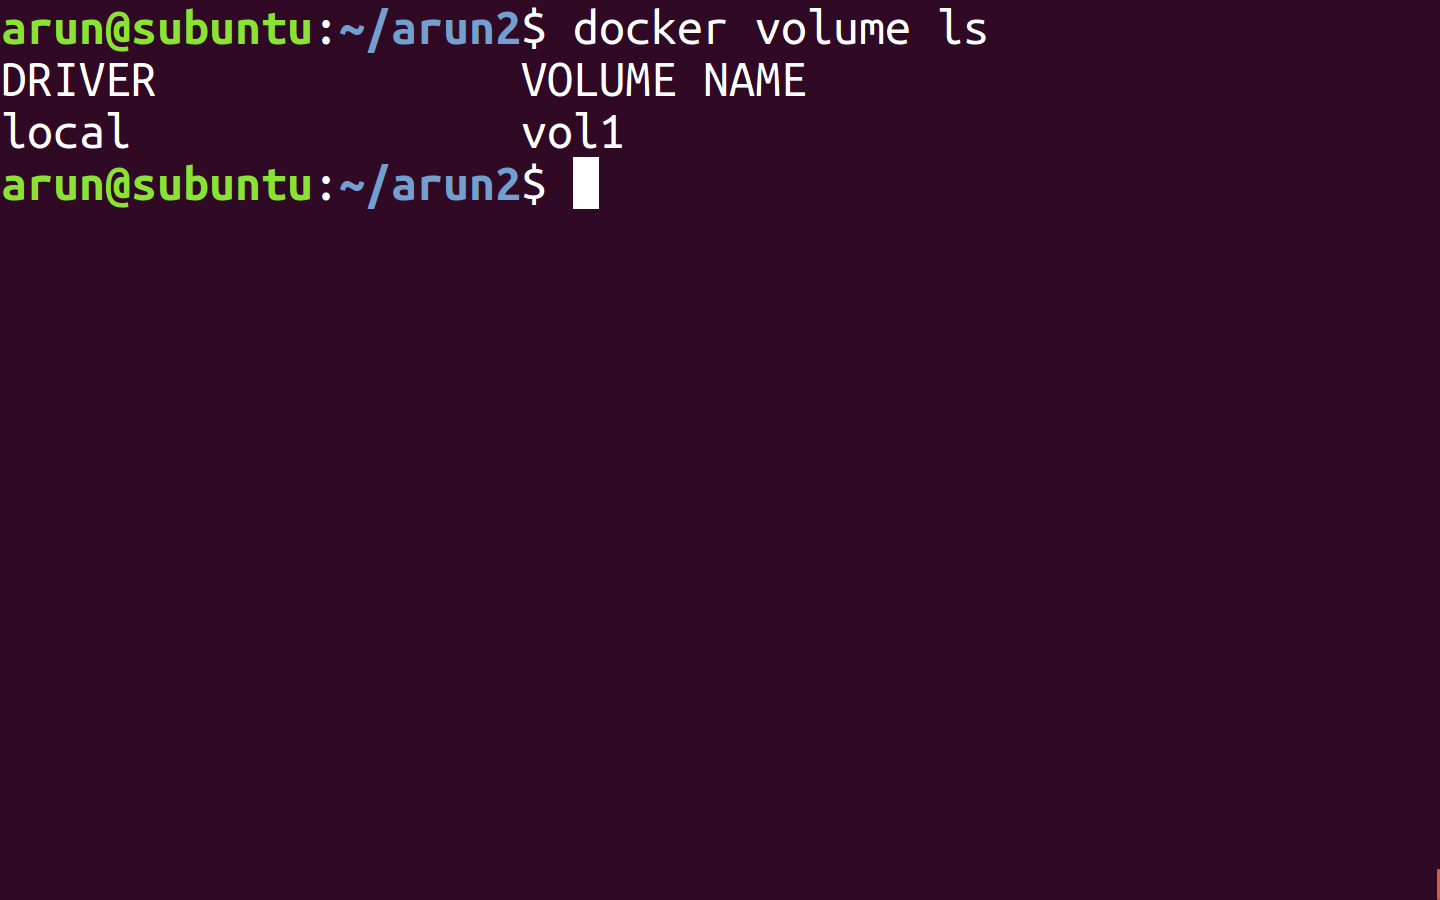 arun@subuntu:~/arun2$ docker volume ls
DRIVER              VOLUME NAME
local               vol1
arun@subuntu:~/arun2$